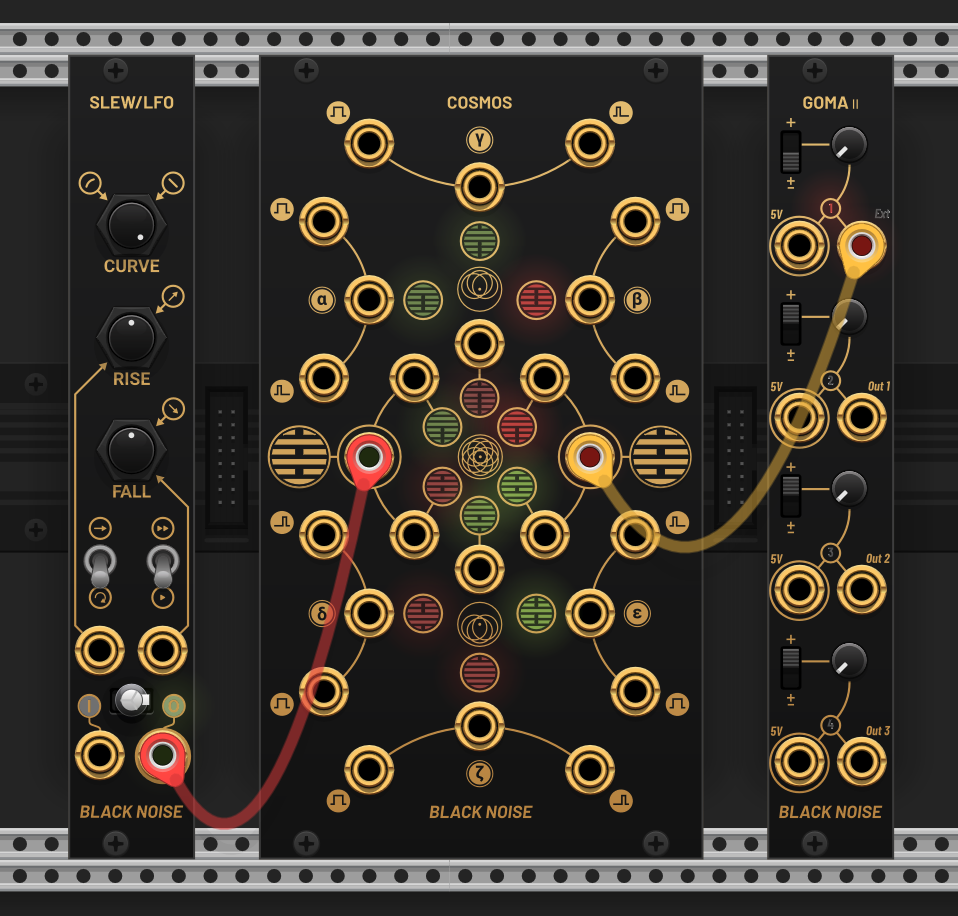 SLEW/LFO
CURVE
RISE
FALL
I
O
BLACK NOISE
COSMOS
γ
α
β
δ
ε
ζ
BLACK NOISE
GOMA II
+
±
1
5V
Ext
+
±
2
5V
Out 1
+
±
3
5V
Out 2
+
±
4
5V
Out 3
BLACK NOISE